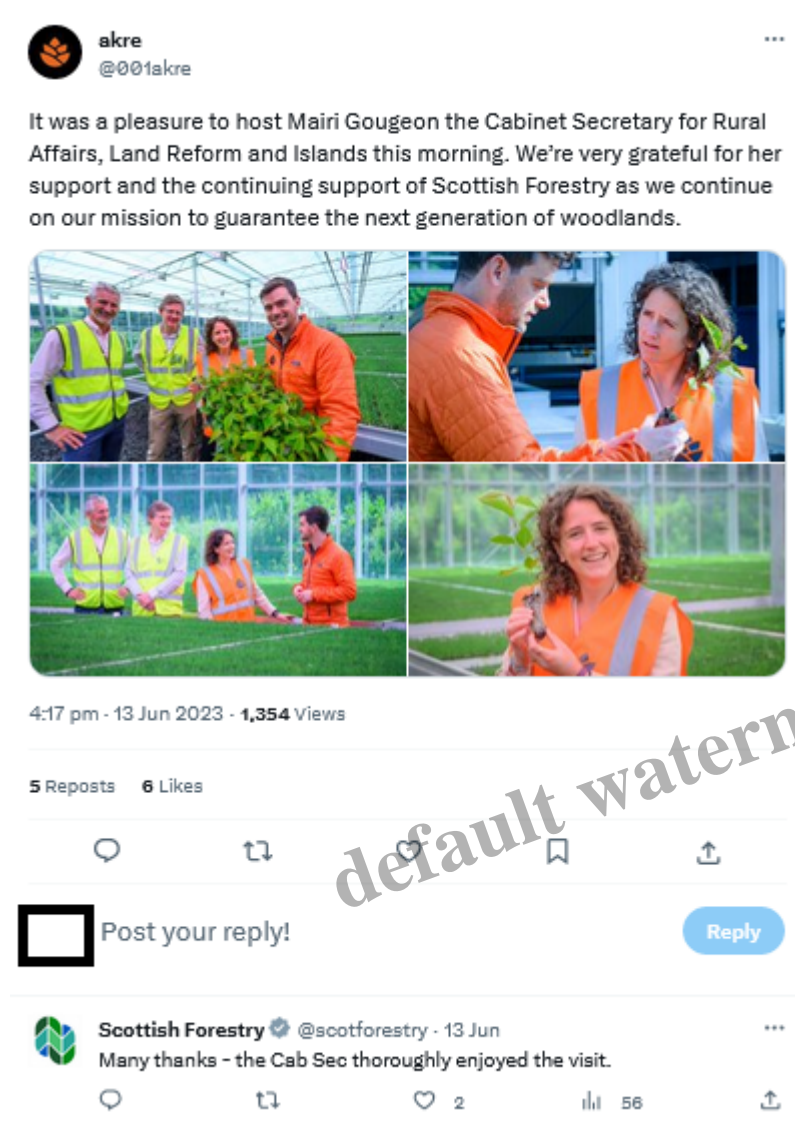 akre
@001akre
It was a pleasure to host Mairi Gougeon the Cabinet Secretary for Rural
Affairs, Land Reform and Islands this morning. We're very grateful for her
support and the continuing support of Scottish Forestry as we continue
on our mission to guarantee the next generation of woodlands.
4:17 pm · 13 Jun 2023 · 1,354 Views
5 Reposts 6 Likes
default watern
Post your reply!
Reply
Scottish Forestry @scotforestry · 13 Jun
Many thanks - the Cab Sec thoroughly enjoyed the visit.
2 56